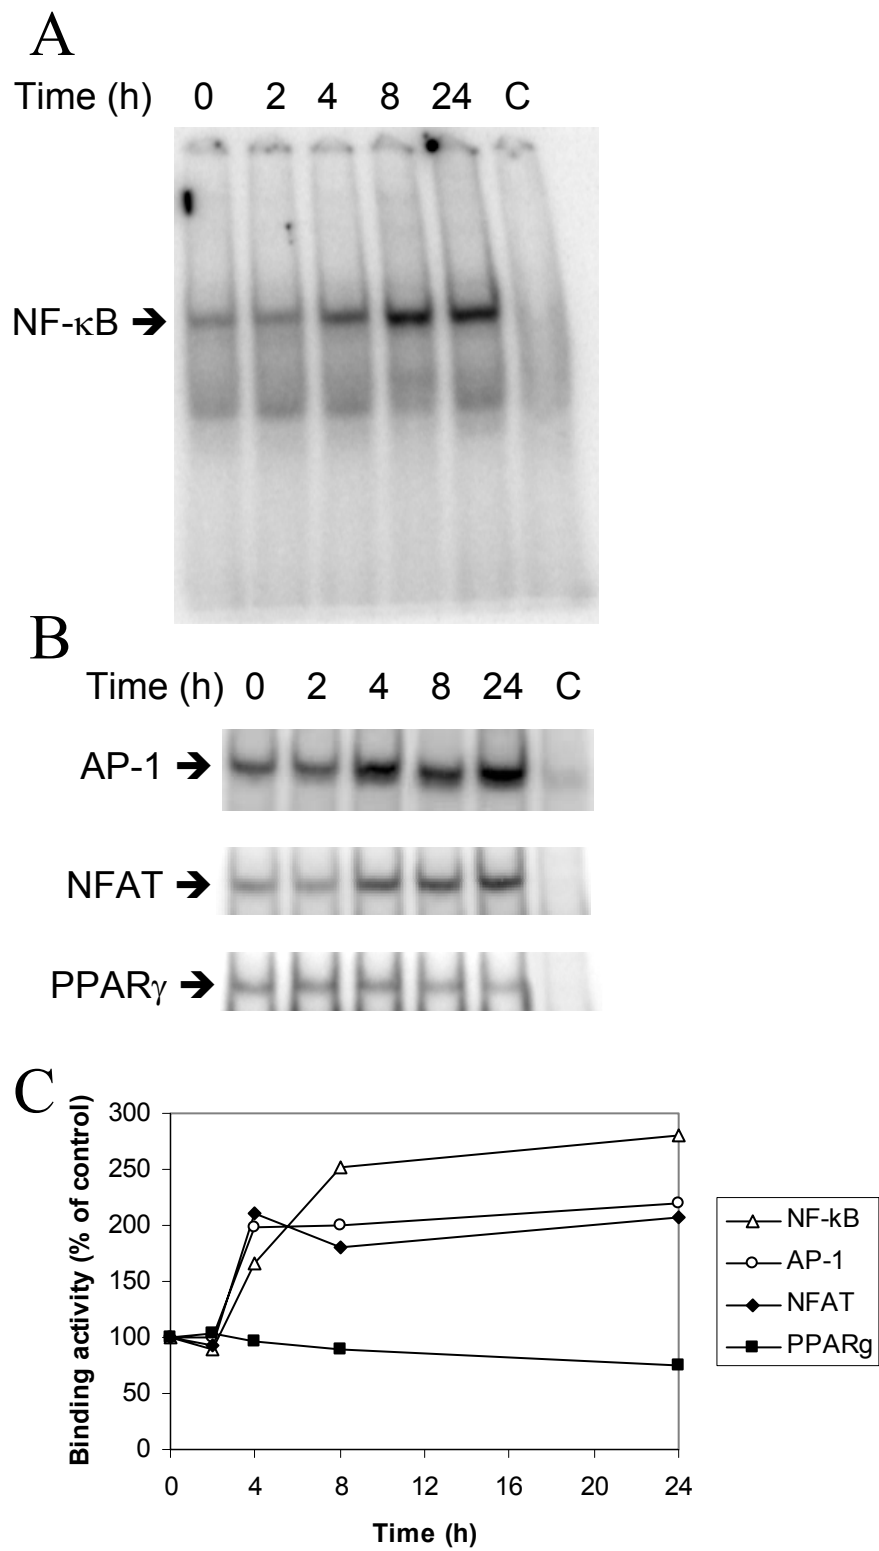 A
Time (h) 0 2 4 8 24 C
NF-κB ➔
B
Time (h) 0 2 4 8 24 C
AP-1 ➔
NFAT ➔
PPARγ ➔
C
Binding activity (% of control)
300
250
200
150
100
50
0
0 4 8 12 16 20 24
Time (h)
NF-kB
AP-1
NFAT
PPARg